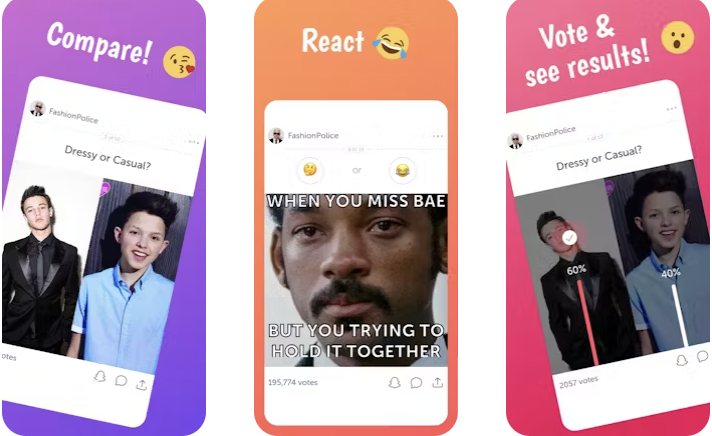 Compare!
FashionPolice
Dressy or Casual?
otes
React
FashionPolice
or
WHEN YOU MISS BAE
BUT YOU TRYING TO
HOLD IT TOGETHER
195,774 votes
Vote &
see results!
FashionPolice
Dressy or Casual?
60%
40%
2057 votes